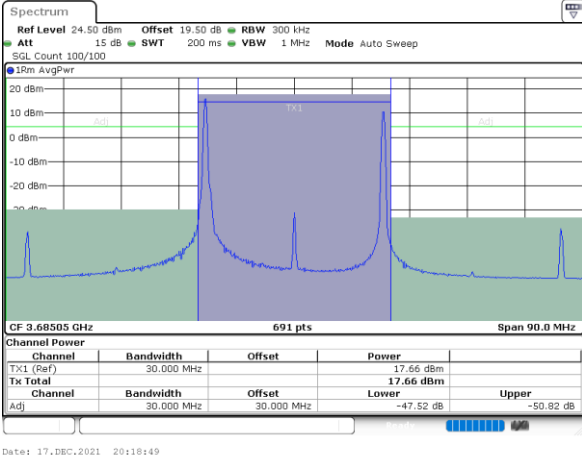 Spectrum
Ref Level 24.50 dBm Offset 19.50 dB RBW 300 kHz
Att 15 dB SWT 200 ms VBW 1 MHz Mode Auto Sweep
SGL Count 100/100
1Rm AvgPwr
20 dBm
TX1
10 dBm
Adj Adj
0 dBm
-10 dBm
-20 dBm
-30 dBm
CF 3.68505 GHz 691 pts Span 90.0 MHz
Channel Power
Channel Bandwidth Offset Power
TX1 (Ref) 30.000 MHz 17.66 dBm
Tx Total 17.66 dBm
Channel Bandwidth Offset Lower Upper
Adj 30.000 MHz 30.000 MHz -47.52 dB -50.82 dB
Ready
Date: 17.DEC.2021 20:18:49